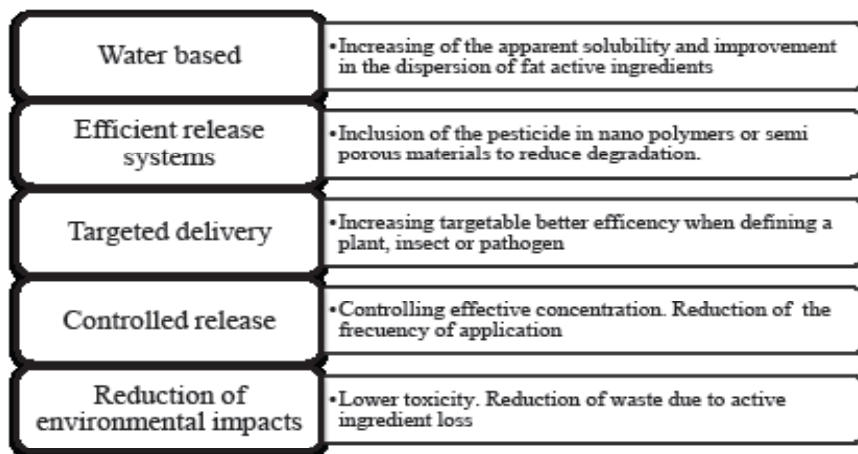 Water based
•Increasing of the apparent solubility and improvement
in the dispersion of fat active ingredients
Efficient release
systems
•Inclusion of the pesticide in nano polymers or semi
porous materials to reduce degradation.
Targeted delivery
•Increasing targetable better efficency when defining a
plant, insect or pathogen
Controlled release
•Controlling effective concentration. Reduction of the
frecuency of application
Reduction of
environmental impacts
•Lower toxicity. Reduction of waste due to active
ingredient loss